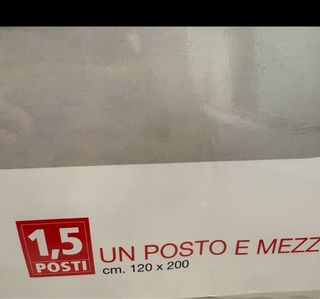 1,5
POSTI
UN POSTO E MEZZ
cm. 120 x 200